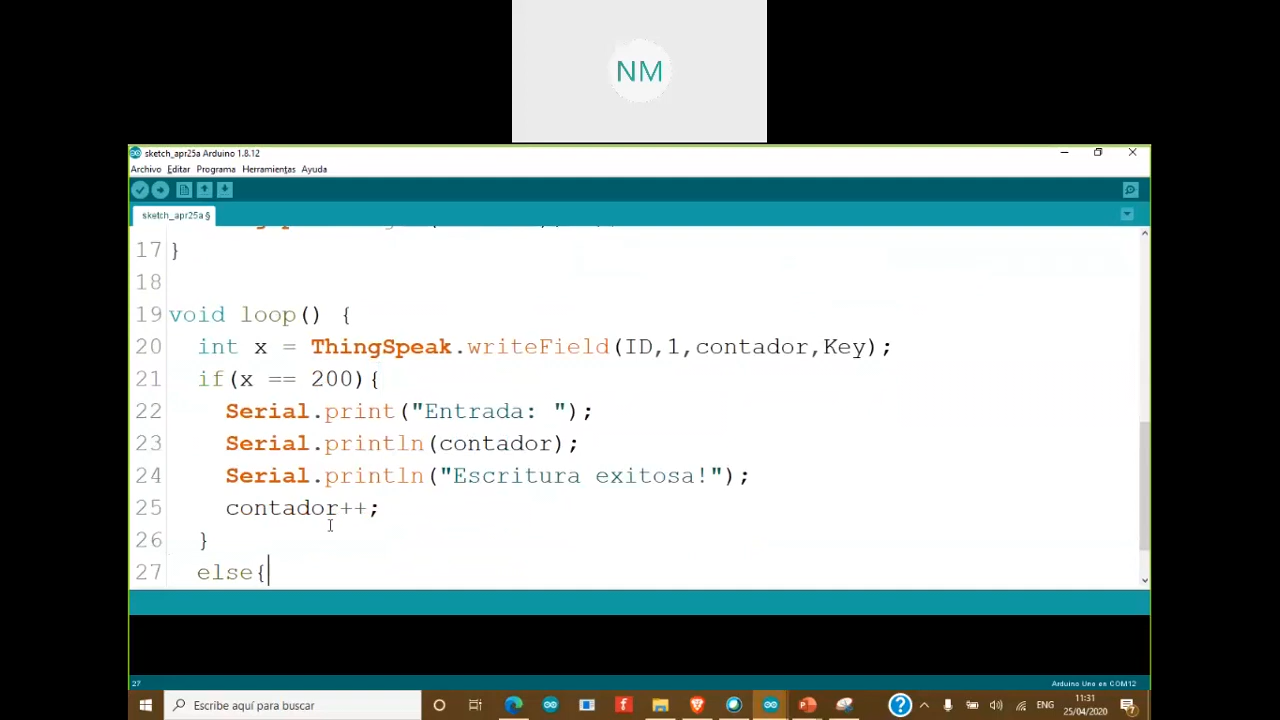 NM
sketch_apr25a Arduino 1.8.12
Archivo Editar Programa Herramientas Ayuda
sketch_apr25a §
17 }
18
19 void loop() {
20 int x = ThingSpeak.writeField(ID,1,contador,Key);
21 if(x == 200){
22 Serial.print("Entrada: ");
23 Serial.println(contador);
24 Serial.println("Escritura exitosa!");
25 contador++;
26 }
27 else{
27
Arduino Uno en COM12
Escribe aquí para buscar
ENG
11:31
25/04/2020
7